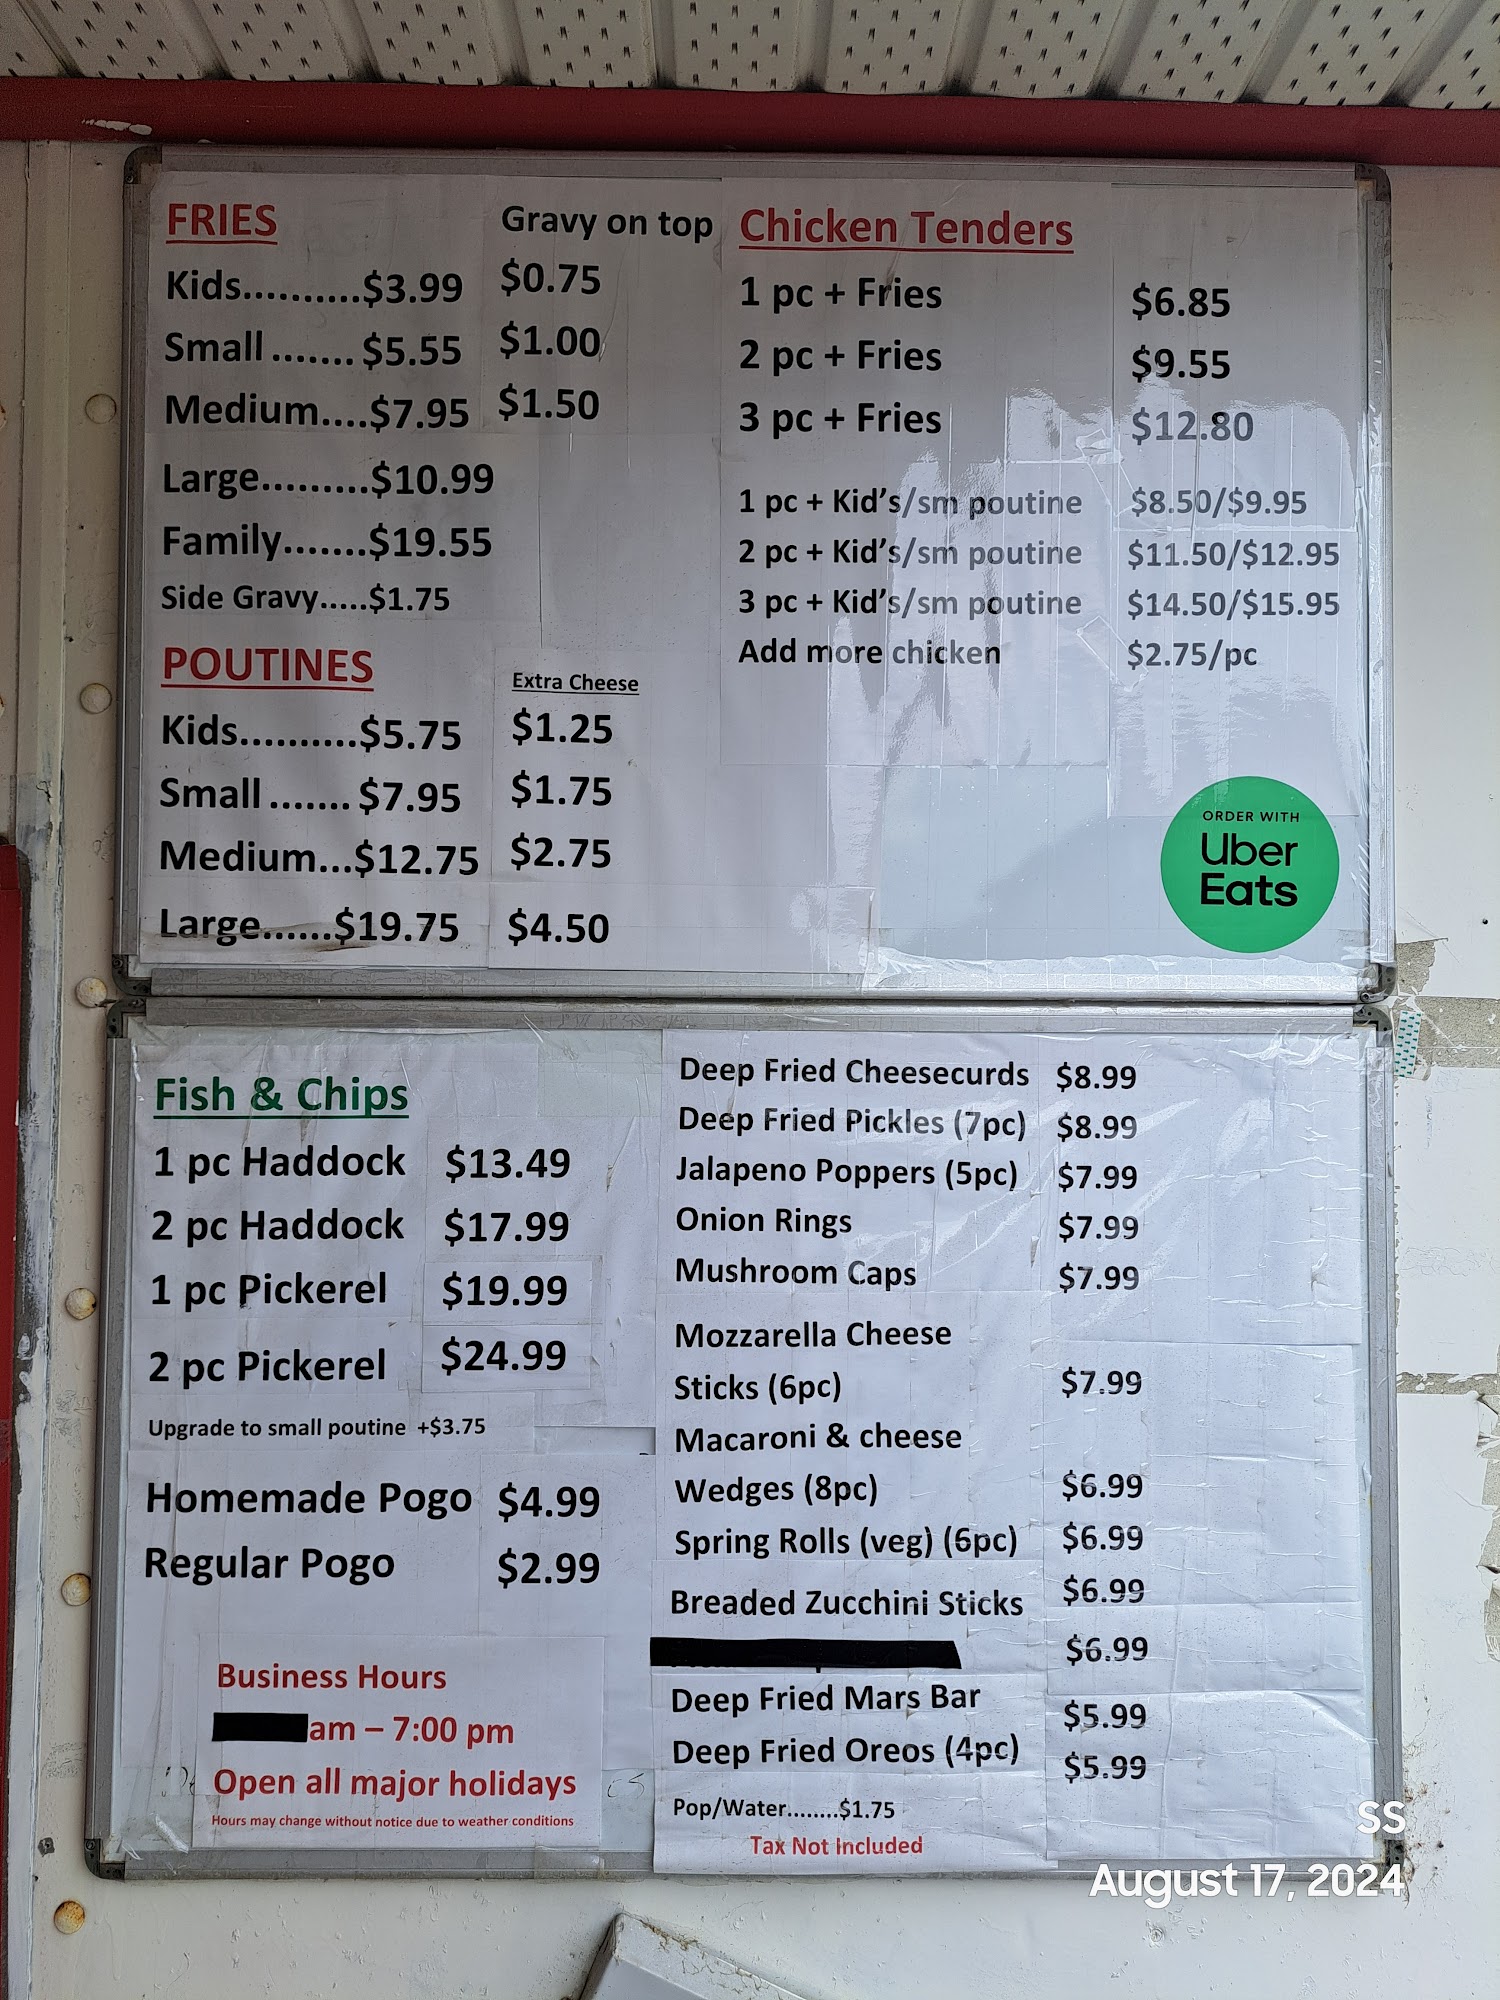 FRIES
Gravy on top
Kids..........$3.99 $0.75
Small ....... $5.55 $1.00
Medium....$7.95 $1.50
Large.........$10.99
Family.......$19.55
Side Gravy.....$1.75
POUTINES
Extra Cheese
Kids..........$5.75 $1.25
Small ....... $7.95 $1.75
Medium...$12.75 $2.75
Large......$19.75 $4.50
Chicken Tenders
1 pc + Fries $6.85
2 pc + Fries $9.55
3 pc + Fries $12.80
1 pc + Kid's/sm poutine $8.50/$9.95
2 pc + Kid's/sm poutine $11.50/$12.95
3 pc + Kid's/sm poutine $14.50/$15.95
Add more chicken $2.75/pc
ORDER WITH
Uber
Eats
Fish & Chips
1 pc Haddock $13.49
2 pc Haddock $17.99
1 pc Pickerel $19.99
2 pc Pickerel $24.99
Upgrade to small poutine +$3.75
Homemade Pogo $4.99
Regular Pogo $2.99
Business Hours
am – 7:00 pm
Open all major holidays
Hours may change without notice due to weather conditions
Deep Fried Cheesecurds $8.99
Deep Fried Pickles (7pc) $8.99
Jalapeno Poppers (5pc) $7.99
Onion Rings $7.99
Mushroom Caps $7.99
Mozzarella Cheese
Sticks (6pc) $7.99
Macaroni & cheese
Wedges (8pc) $6.99
Spring Rolls (veg) (6pc) $6.99
Breaded Zucchini Sticks $6.99
$6.99
Deep Fried Mars Bar $5.99
Deep Fried Oreos (4pc) $5.99
Pop/Water........$1.75
Tax Not Included
SS
August 17, 2024